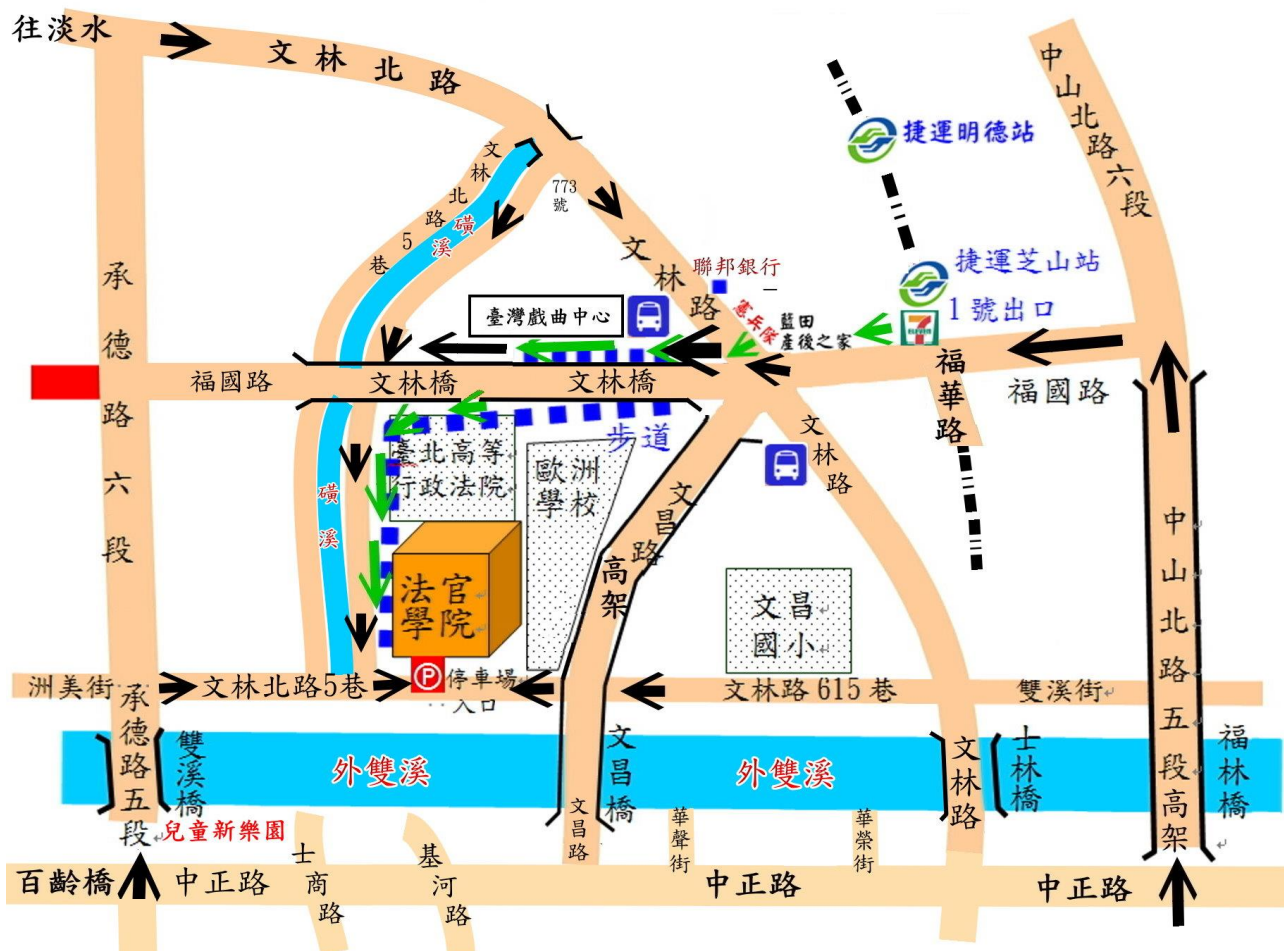 往淡水
文林北路
中山北路六段
捷運明德站
文林北路5巷
磺溪
773
號
文林路
聯邦銀行
捷運芝山站
1號出口
承德路六段
臺灣戲曲中心
憲兵隊
藍田
產後之家
7
ELEVEN
福國路
文林橋
文林橋
福華路
福國路
步道
臺北高等
行政法院
歐洲
學校
文昌路
高架
文林路
磺溪
法官
學院
文昌
國小
中山北路五段高架
洲美街
文林北路5巷
P
停車場
入口
文林路615巷
雙溪街
承德路五段
雙溪橋
外雙溪
文昌橋
外雙溪
文林路
士林橋
福林橋
兒童新樂園
文昌路
華聲街
華榮街
百齡橋
中正路
士商路
基河路
中正路
中正路